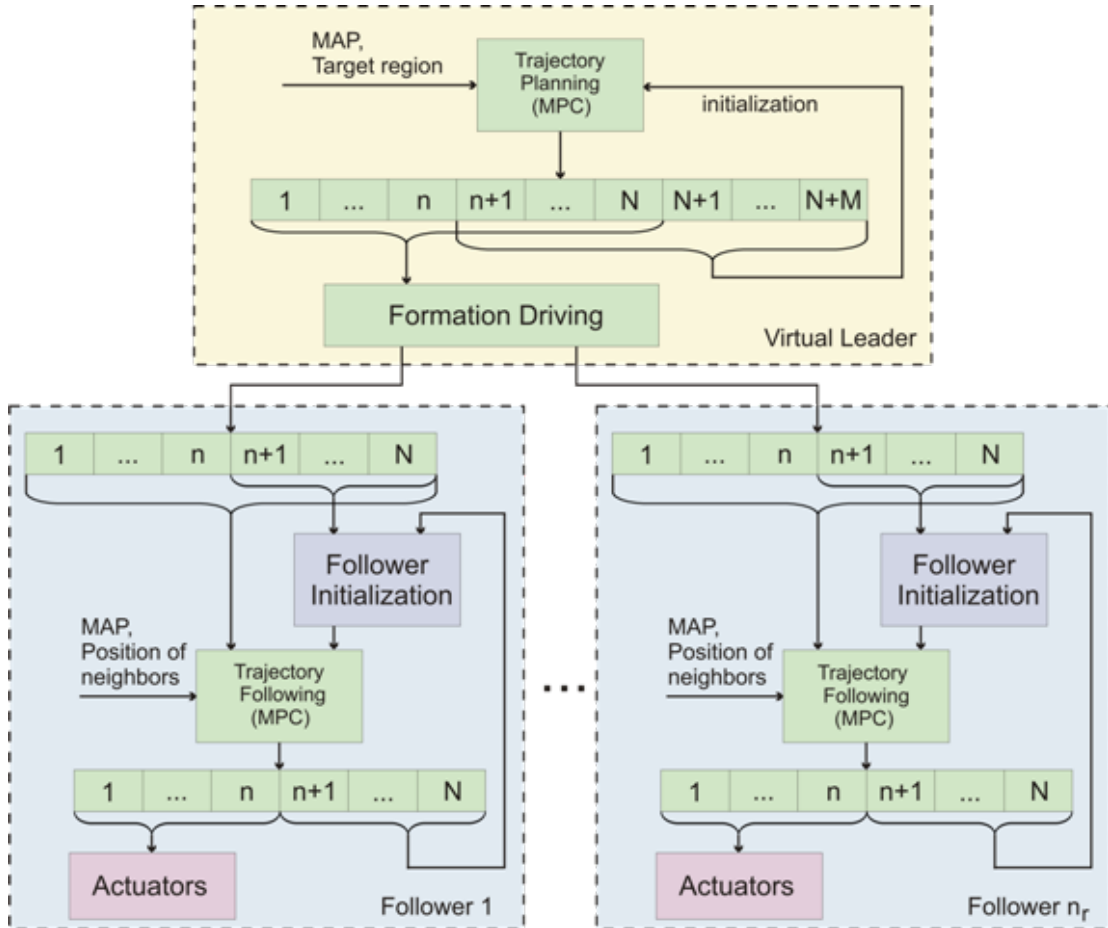 MAP,
Target region
Trajectory
Planning
(MPC)
initialization
1 ... n n+1 ... N N+1 ... N+M
Formation Driving
Virtual Leader
1 ... n n+1 ... N
Follower
Initialization
MAP,
Position of
neighbors
Trajectory
Following
(MPC)
1 ... n n+1 ... N
Actuators
Follower 1
...
1 ... n n+1 ... N
Follower
Initialization
MAP,
Position of
neighbors
Trajectory
Following
(MPC)
1 ... n n+1 ... N
Actuators
Follower nr